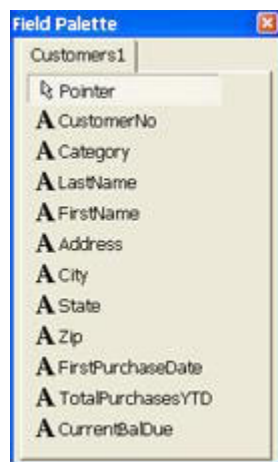 Field Palette
Customers1
Pointer
A CustomerNo
A Category
A LastName
A FirstName
A Address
A City
A State
A Zip
A FirstPurchaseDate
A TotalPurchasesYTD
A CurrentBalDue